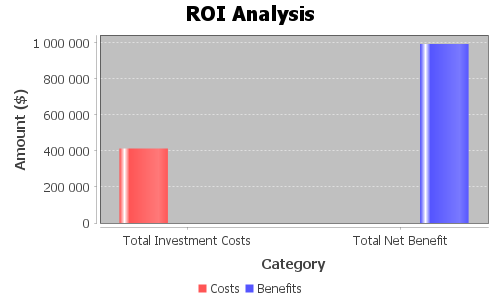 ROI Analysis
1 000 000
800 000
600 000
400 000
200 000
0
Amount ($)
Total Investment Costs
Total Net Benefit
Category
Costs Benefits